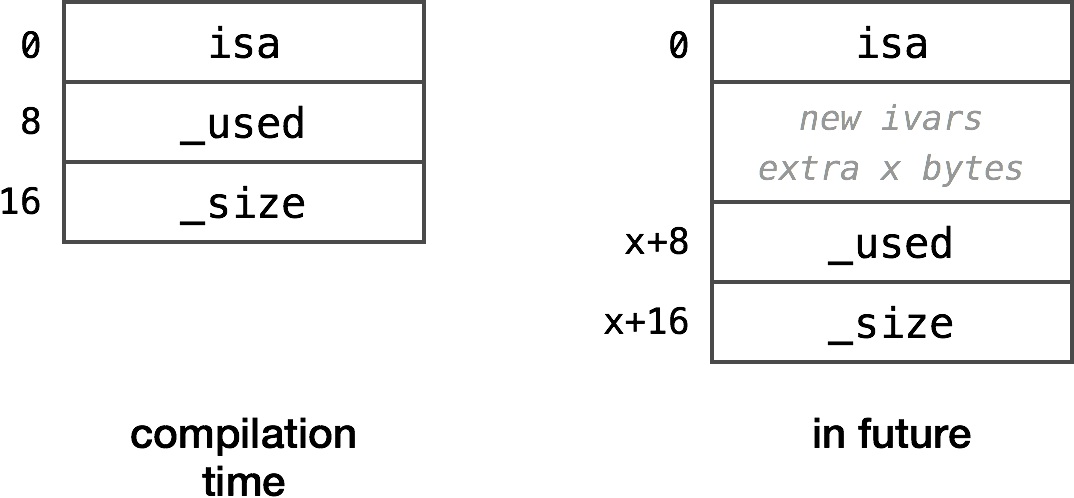 0
isa
8
_used
16
_size
compilation
time
0
isa
new ivars
extra x bytes
x+8
_used
x+16
_size
in future